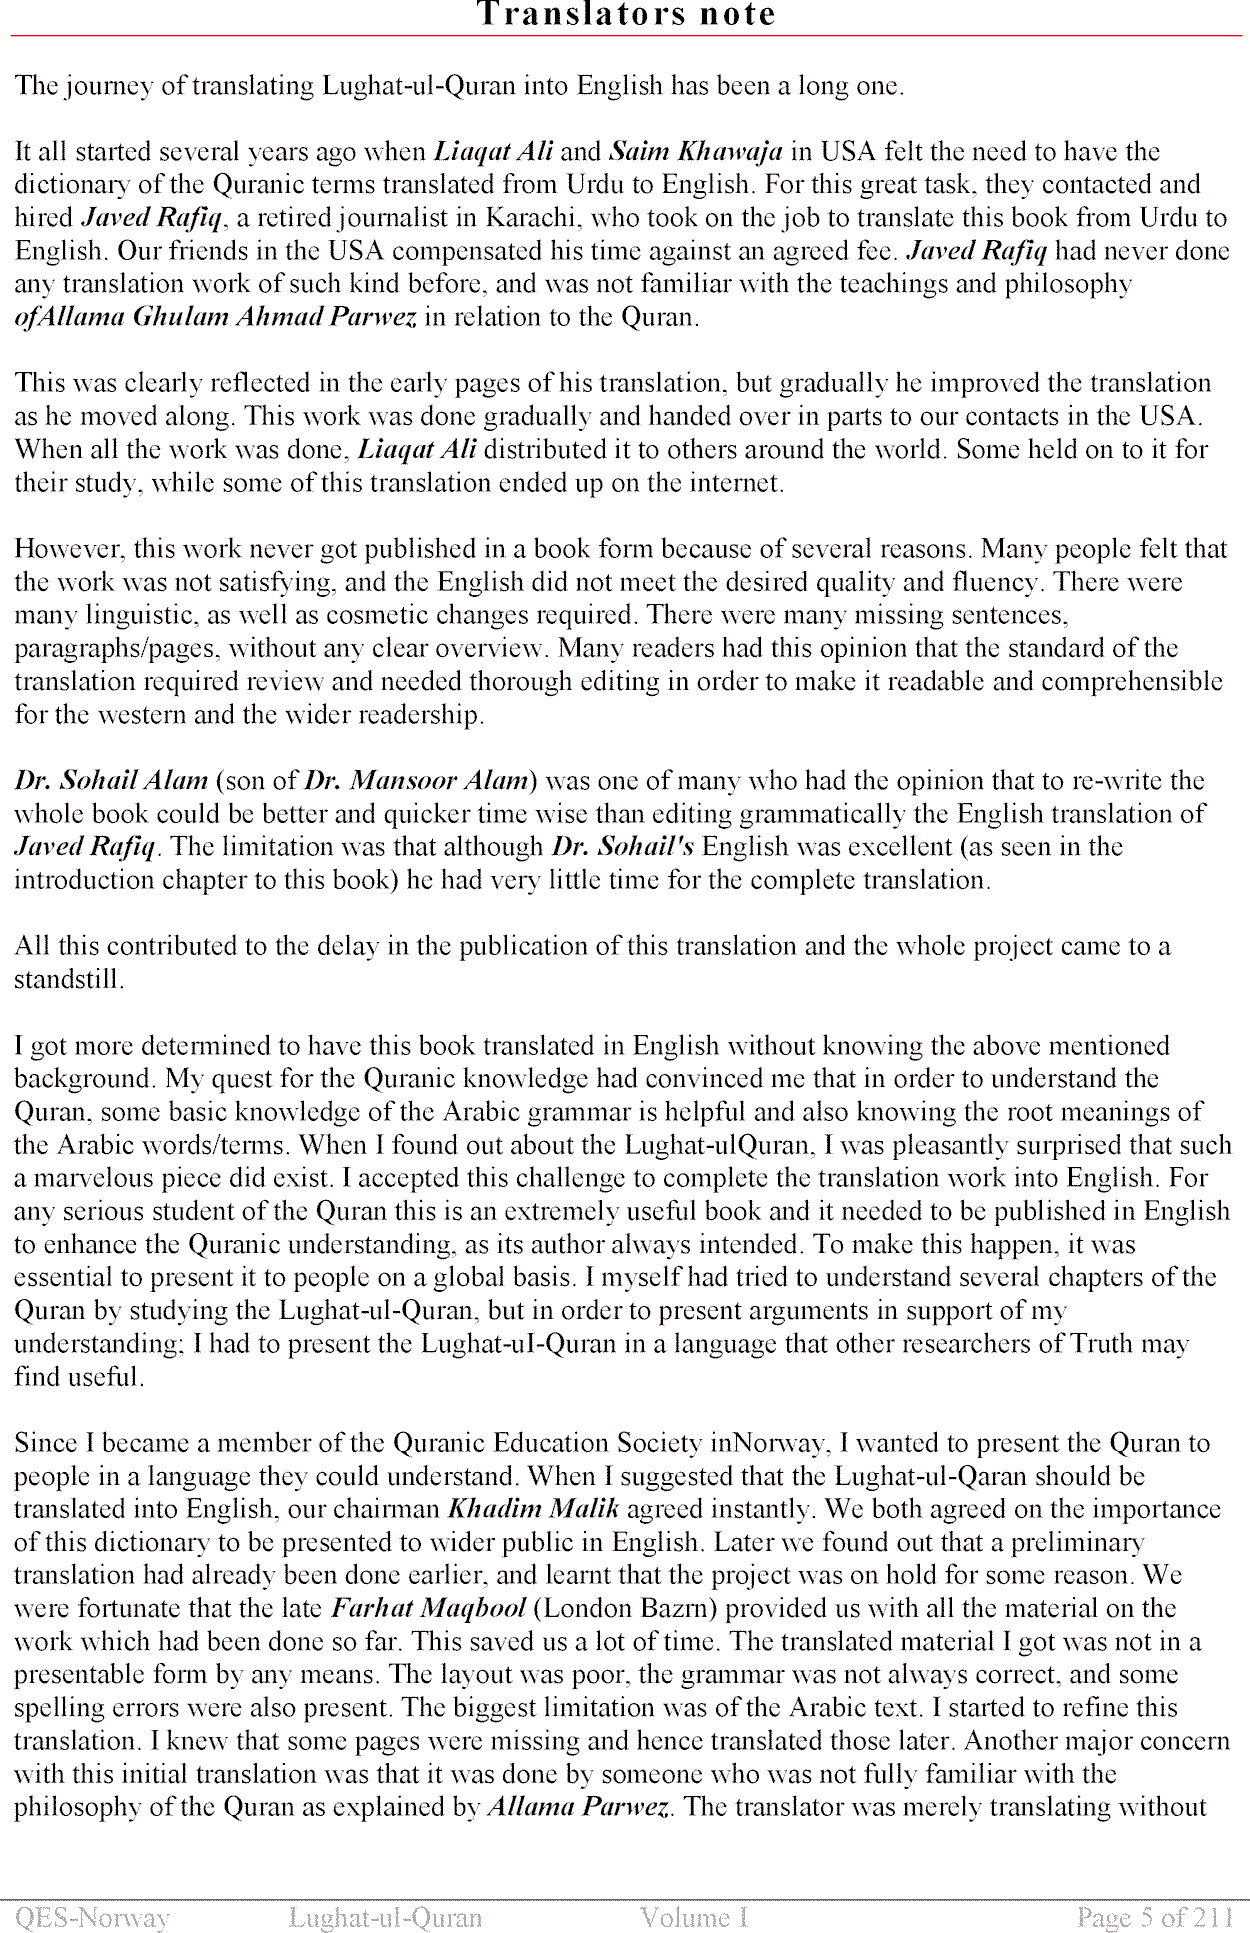 Translators note
The journey of translating Lughat-ul-Quran into English has been a long one.
It all started several years ago when Liaqat Ali and Saim Khawaja in USA felt the need to have the
dictionary of the Quranic terms translated from Urdu to English. For this great task, they contacted and
hired Javed Rafiq, a retired journalist in Karachi, who took on the job to translate this book from Urdu to
English. Our friends in the USA compensated his time against an agreed fee. Javed Rafiq had never done
any translation work of such kind before, and was not familiar with the teachings and philosophy
ofAllama Ghulam Ahmad Parwez in relation to the Quran.
This was clearly reflected in the early pages of his translation, but gradually he improved the translation
as he moved along. This work was done gradually and handed over in parts to our contacts in the USA.
When all the work was done, Liaqat Ali distributed it to others around the world. Some held on to it for
their study, while some of this translation ended up on the internet.
However, this work never got published in a book form because of several reasons. Many people felt that
the work was not satisfying, and the English did not meet the desired quality and fluency. There were
many linguistic, as well as cosmetic changes required. There were many missing sentences,
paragraphs/pages, without any clear overview. Many readers had this opinion that the standard of the
translation required review and needed thorough editing in order to make it readable and comprehensible
for the western and the wider readership.
Dr. Sohail Alam (son of Dr. Mansoor Alam) was one of many who had the opinion that to re-write the
whole book could be better and quicker time wise than editing grammatically the English translation of
Javed Rafiq. The limitation was that although Dr. Sohail's English was excellent (as seen in the
introduction chapter to this book) he had very little time for the complete translation.
All this contributed to the delay in the publication of this translation and the whole project came to a
standstill.
I got more determined to have this book translated in English without knowing the above mentioned
background. My quest for the Quranic knowledge had convinced me that in order to understand the
Quran, some basic knowledge of the Arabic grammar is helpful and also knowing the root meanings of
the Arabic words/terms. When I found out about the Lughat-ulQuran, I was pleasantly surprised that such
a marvelous piece did exist. I accepted this challenge to complete the translation work into English. For
any serious student of the Quran this is an extremely useful book and it needed to be published in English
to enhance the Quranic understanding, as its author always intended. To make this happen, it was
essential to present it to people on a global basis. I myself had tried to understand several chapters of the
Quran by studying the Lughat-ul-Quran, but in order to present arguments in support of my
understanding; I had to present the Lughat-uI-Quran in a language that other researchers of Truth may
find useful.
Since I became a member of the Quranic Education Society inNorway, I wanted to present the Quran to
people in a language they could understand. When I suggested that the Lughat-ul-Qaran should be
translated into English, our chairman Khadim Malik agreed instantly. We both agreed on the importance
of this dictionary to be presented to wider public in English. Later we found out that a preliminary
translation had already been done earlier, and learnt that the project was on hold for some reason. We
were fortunate that the late Farhat Maqbool (London Bazrn) provided us with all the material on the
work which had been done so far. This saved us a lot of time. The translated material I got was not in a
presentable form by any means. The layout was poor, the grammar was not always correct, and some
spelling errors were also present. The biggest limitation was of the Arabic text. I started to refine this
translation. I knew that some pages were missing and hence translated those later. Another major concern
with this initial translation was that it was done by someone who was not fully familiar with the
philosophy of the Quran as explained by Allama Parwez. The translator was merely translating without
QES-Norway Lughat-ul-Quran Volume I Page 5 of 211